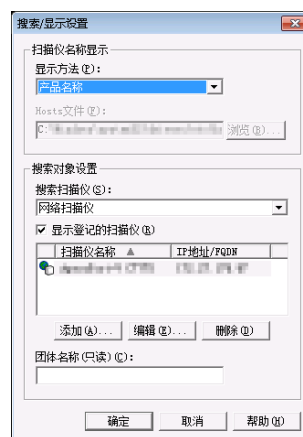 搜索/显示设置
扫描仪名称显示
显示方法(P):
产品名称
Hosts文件(F):
C:
浏览(B)...
搜索对象设置
搜索扫描仪(S):
网络扫描仪
显示登记的扫描仪(R)
扫描仪名称 ▲ IP地址/FQDN
添加(A)... 编辑(E)... 删除(D)
团体名称(只读)(C):
确定 取消 帮助(H)